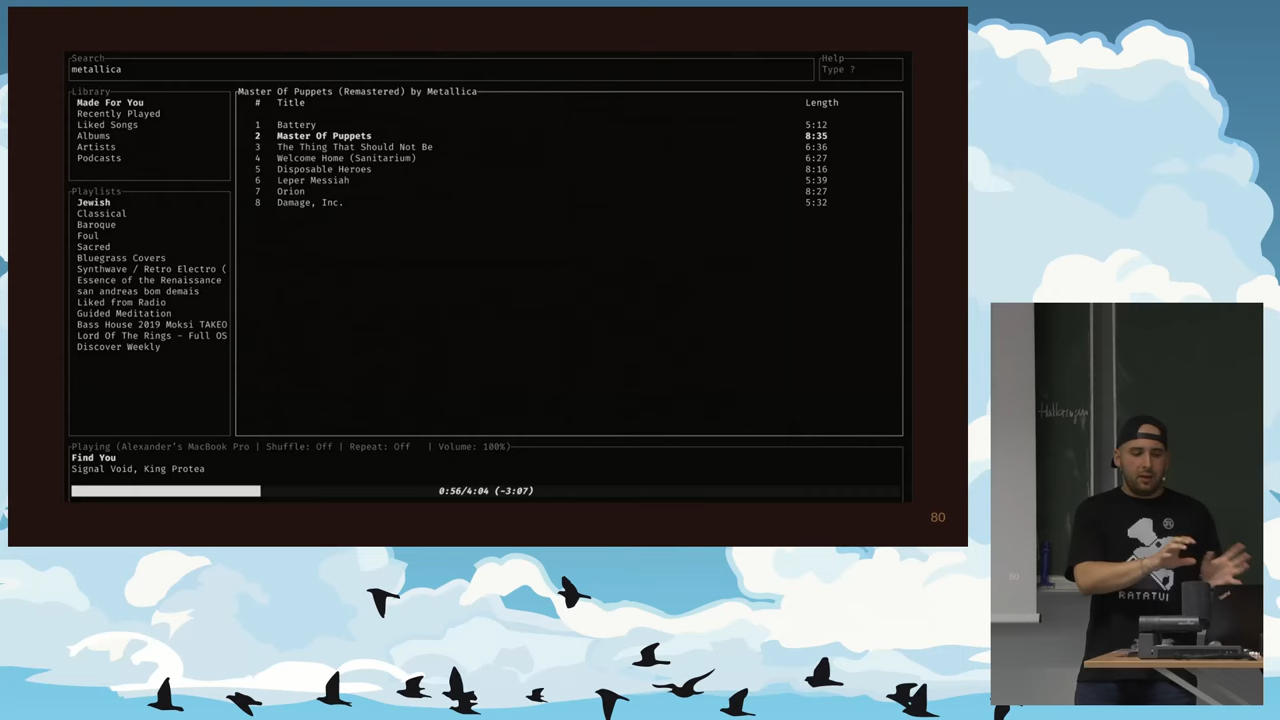 Search
metallica
Help
Type ?
Library
Made For You
Recently Played
Liked Songs
Albums
Artists
Podcasts
Master Of Puppets (Remastered) by Metallica
# Title Length
1 Battery 5:12
2 Master Of Puppets 8:35
3 The Thing That Should Not Be 6:36
4 Welcome Home (Sanitarium) 6:27
5 Disposable Heroes 8:16
6 Leper Messiah 5:39
7 Orion 8:27
8 Damage, Inc. 5:32
Playlists
Jewish
Classical
Baroque
Foul
Sacred
Bluegrass Covers
Synthwave / Retro Electro (
Essence of the Renaissance
san andreas bom demais
Liked from Radio
Guided Meditation
Bass House 2019 Moksi TAKEO
Lord Of The Rings – Full OS
Discover Weekly
Playing (Alexander's MacBook Pro | Shuffle: Off | Repeat: Off | Volume: 100%)
Find You
Signal Void, King Protea
0:56/4:04 (-3:07)
80
80
RATATUI